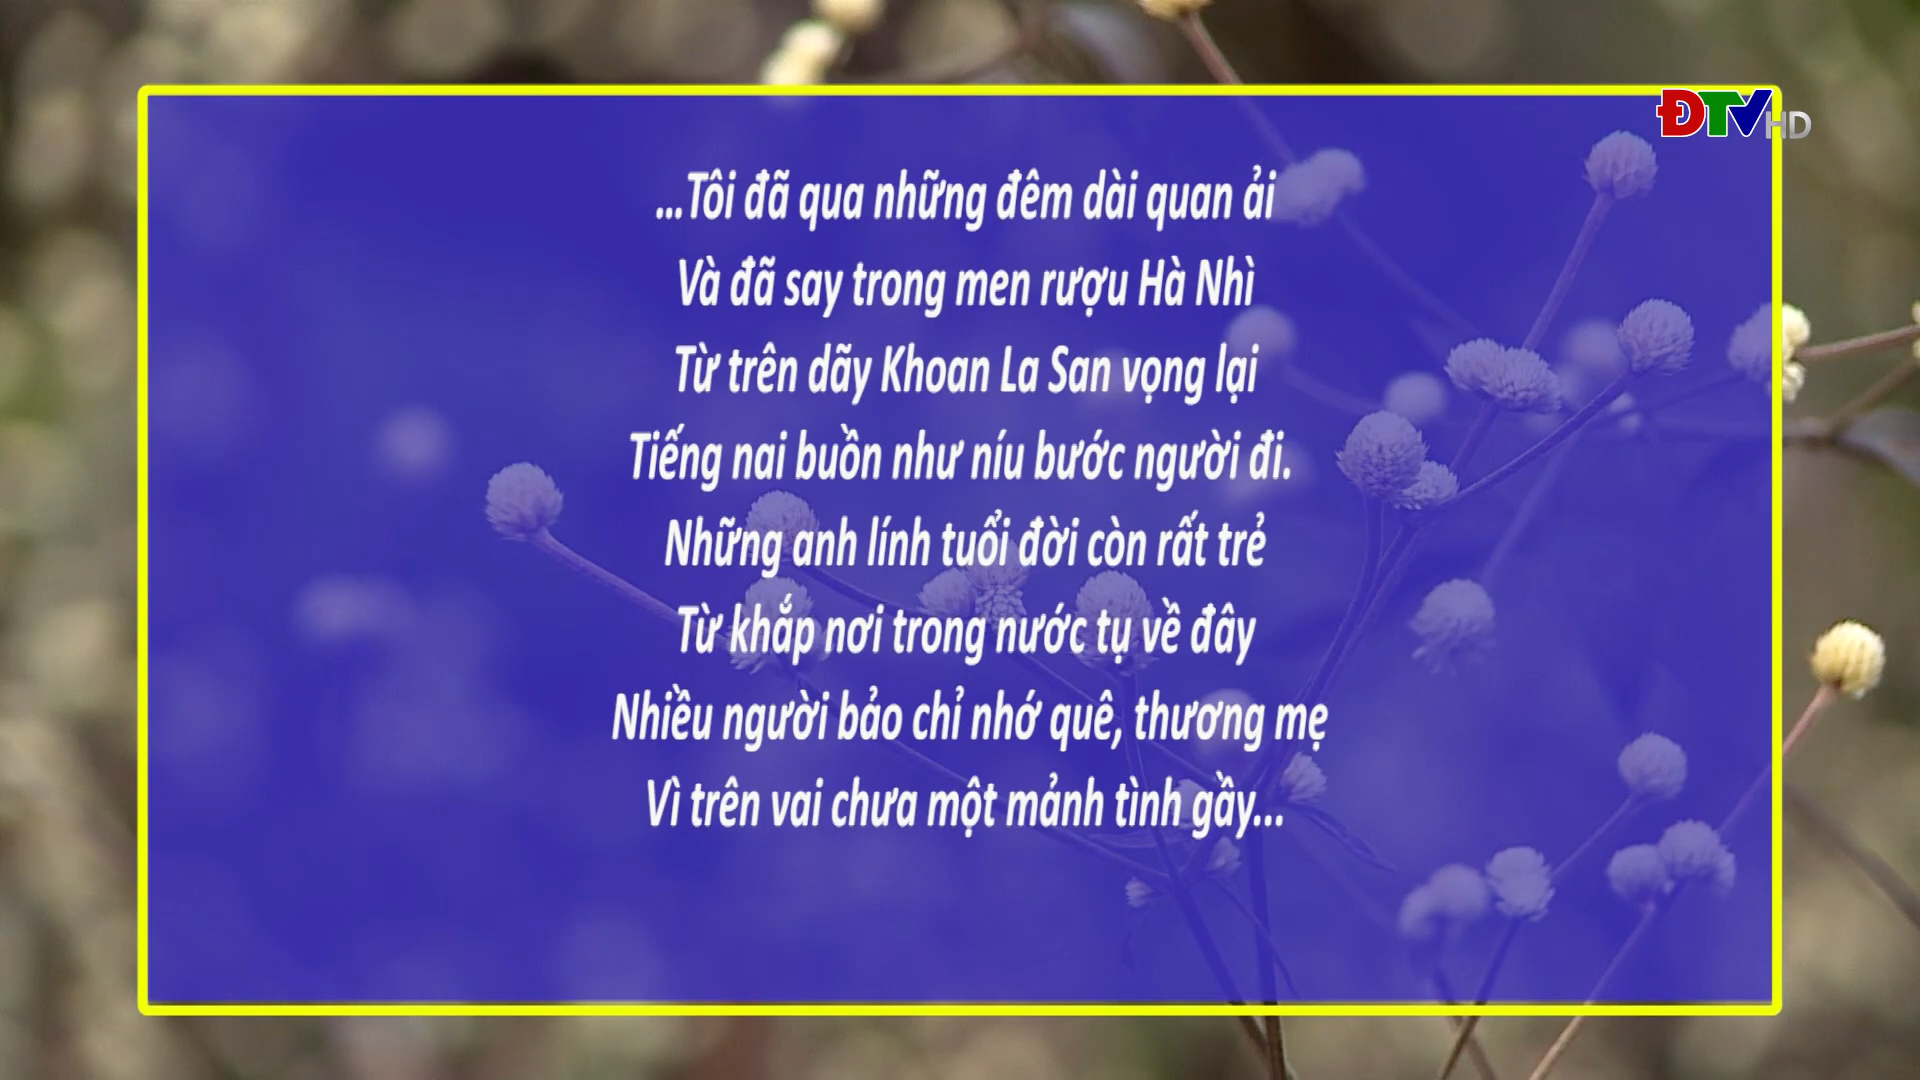 ĐTV HD
...Tôi đã qua những đêm dài quan ải
Và đã say trong men rượu Hà Nhì
Từ trên dãy Khoan La San vọng lại
Tiếng nai buồn như níu bước người đi.
Những anh lính tuổi đời còn rất trẻ
Từ khắp nơi trong nước tụ về đây
Nhiều người bảo chỉ nhớ quê, thương mẹ
Vì trên vai chưa một mảnh tình gầy...